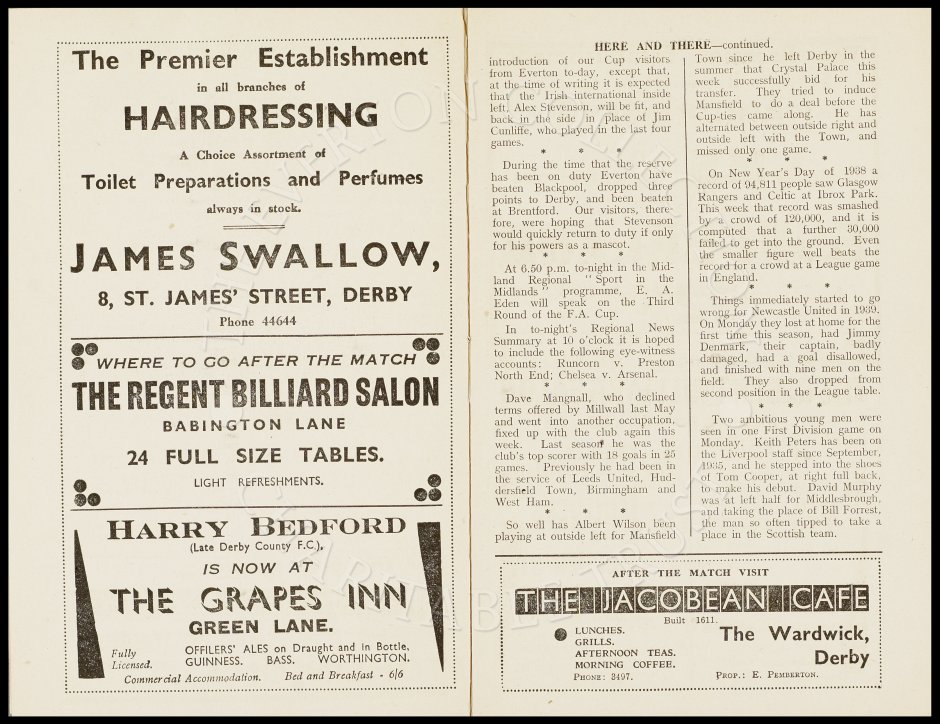 The Premier Establishment
in all branches of
HAIRDRESSING
A Choice Assortment of
Toilet Preparations and Perfumes
always in stock.
JAMES SWALLOW,
8, ST. JAMES' STREET, DERBY
Phone 44644
WHERE TO GO AFTER THE MATCH
THE REGENT BILLIARD SALON
BABINGTON LANE
24 FULL SIZE TABLES.
LIGHT REFRESHMENTS.
HARRY BEDFORD
(Late Derby County F.C.),
IS NOW AT
THE GRAPES INN
GREEN LANE.
Fully
Licensed.
OFFILERS' ALES on Draught and In Bottle,
GUINNESS. BASS. WORTHINGTON.
Commercial Accommodation. Bed and Breakfast - 6/6
HERE AND THERE—continued.
introduction of our Cup visitors
from Everton to-day, except that,
at the time of writing it is expected
that the Irish international inside
left, Alex Stevenson, will be fit, and
back in the side in place of Jim
Cunliffe, who played in the last four
games.
* * *
During the time that the reserve
has been on duty Everton have
beaten Blackpool, dropped three
points to Derby, and been beaten
at Brentford. Our visitors, there-
fore, were hoping that Stevenson
would quickly return to duty if only
for his powers as a mascot.
* * *
At 6.50 p.m. to-night in the Mid-
land Regional "Sport in the
Midlands" programme, E. A.
Eden will speak on the Third
Round of the F.A. Cup.
In to-night's Regional News
Summary at 10 o'clock it is hoped
to include the following eye-witness
accounts: Runcorn v. Preston
North End; Chelsea v. Arsenal.
* * *
Dave Mangnall, who declined
terms offered by Millwall last May
and went into another occupation,
fixed up with the club again this
week. Last season he was the
club's top scorer with 18 goals in 25
games. Previously he had been in
the service of Leeds United, Hud-
dersfield Town, Birmingham and
West Ham.
* * *
So well has Albert Wilson been
playing at outside left for Mansfield
Town since he left Derby in the
summer that Crystal Palace this
week successfully bid for his
transfer. They tried to induce
Mansfield to do a deal before the
Cup-ties came along. He has
alternated between outside right and
outside left with the Town, and
missed only one game.
* * *
On New Year's Day of 1938 a
record of 94,811 people saw Glasgow
Rangers and Celtic at Ibrox Park.
This week that record was smashed
by a crowd of 120,000, and it is
computed that a further 30,000
failed to get into the ground. Even
the smaller figure well beats the
record for a crowd at a League game
in England.
* * *
Things immediately started to go
wrong for Newcastle United in 1939.
On Monday they lost at home for the
first time this season, had Jimmy
Denmark, their captain, badly
damaged, had a goal disallowed,
and finished with nine men on the
field. They also dropped from
second position in the League table.
* * *
Two ambitious young men were
seen in one First Division game on
Monday. Keith Peters has been on
the Liverpool staff since September,
1935, and he stepped into the shoes
of Tom Cooper, at right full back,
to make his debut. David Murphy
was at left half for Middlesbrough,
and taking the place of Bill Forrest,
the man so often tipped to take a
place in the Scottish team.
AFTER THE MATCH VISIT
THE JACOBEAN CAFE
Built 1611.
LUNCHES.
GRILLS.
AFTERNOON TEAS.
MORNING COFFEE.
PHONE: 3497.
The Wardwick,
Derby
PROP.: E. PEMBERTON.